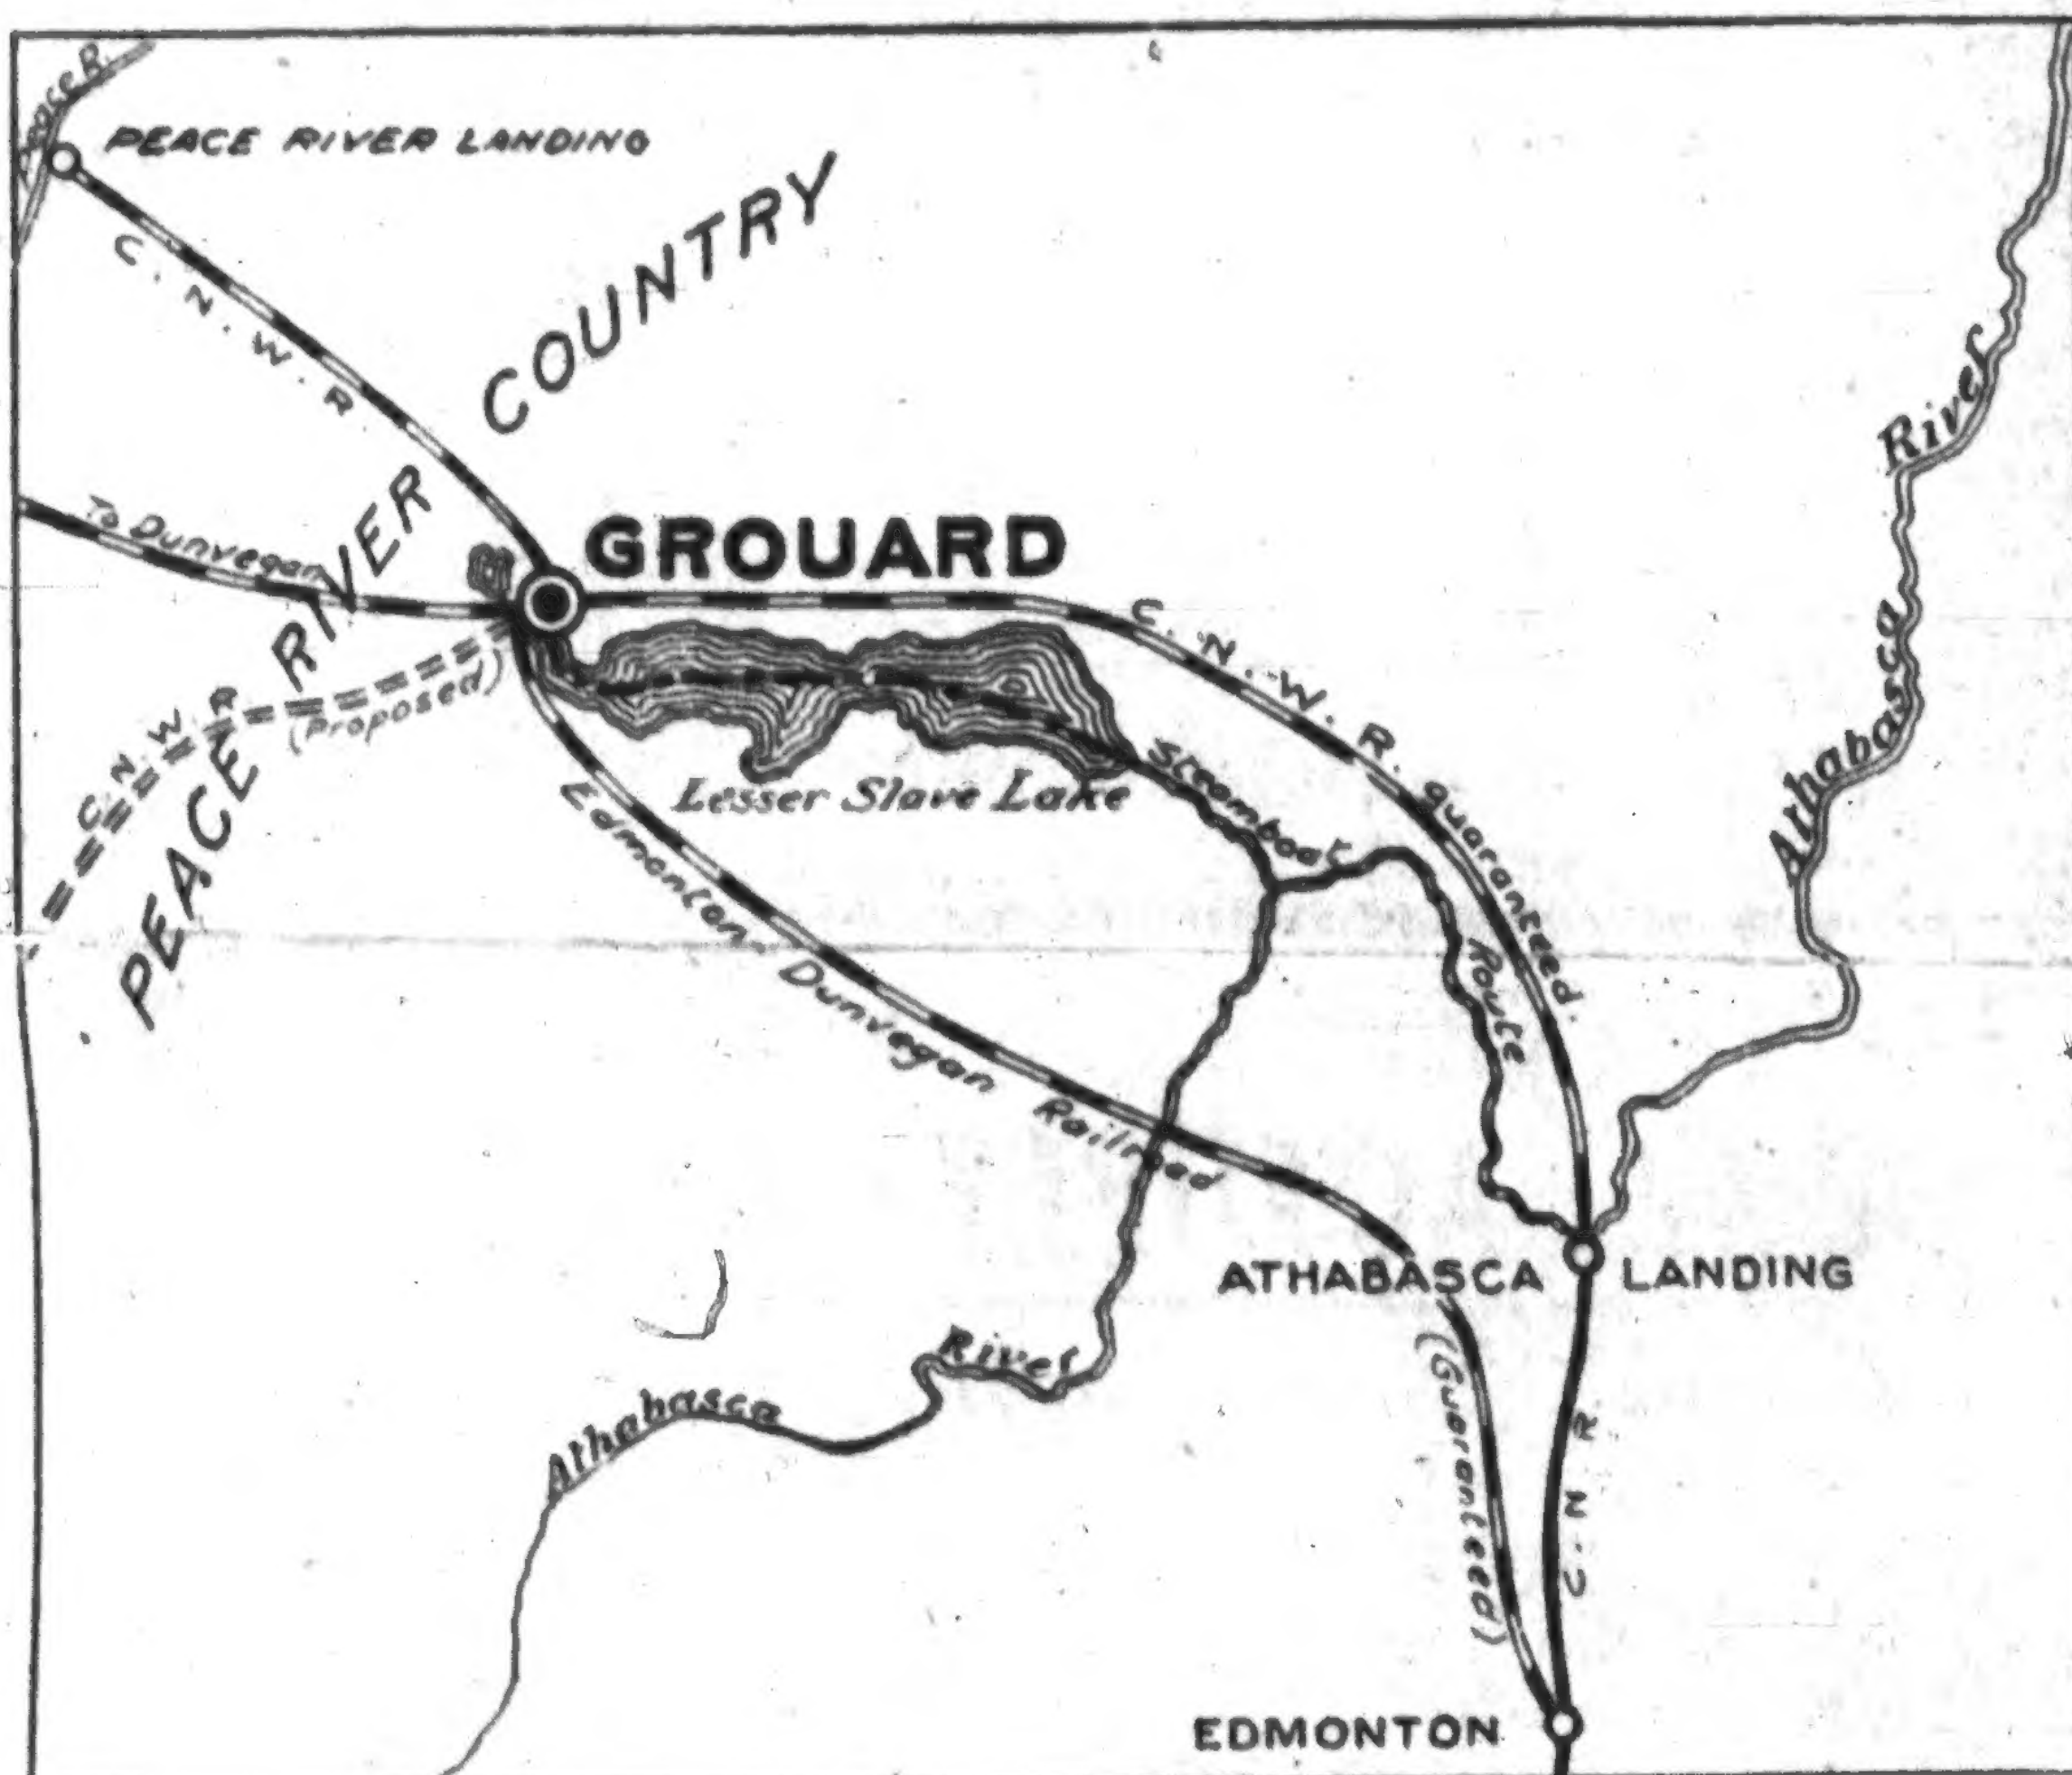 Peace R.
PEACE RIVER LANDING
C. N. W. R
COUNTRY
PEACE RIVER
To Dunvegan
GROUARD
C. N. W. R. guaranteed.
C. N. W. R
(Proposed)
Lesser Slave Lake
Steamboat
Route
Edmonton-Dunvegan Railroad
Athabasca River
ATHABASCA LANDING
(Guaranteed)
Athabasca River
C. N. R.
EDMONTON